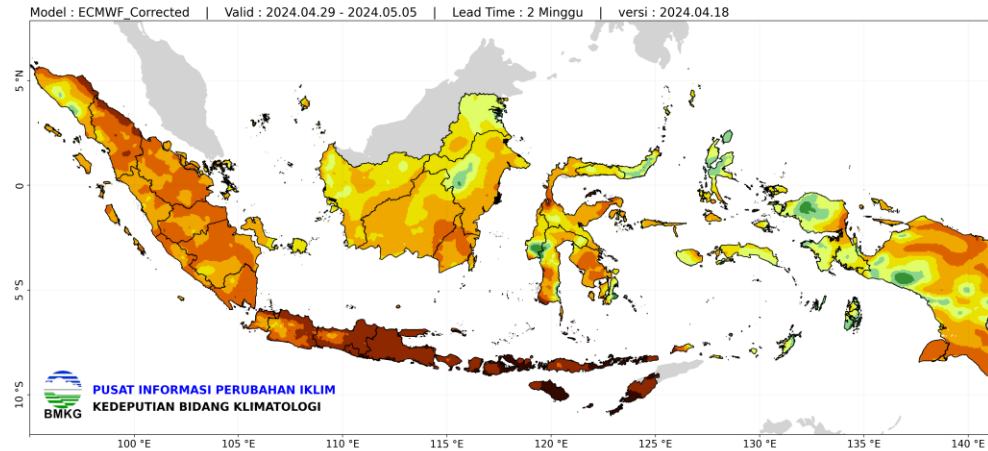 Model : ECMWF_Corrected | Valid : 2024.04.29 - 2024.05.05 | Lead Time : 2 Minggu | versi : 2024.04.18
5 °N
0
5 °S
10 °S
BMKG
PUSAT INFORMASI PERUBAHAN IKLIM
KEDEPUTIAN BIDANG KLIMATOLOGI
100 °E 105 °E 110 °E 115 °E 120 °E 125 °E 130 °E 135 °E 140 °E